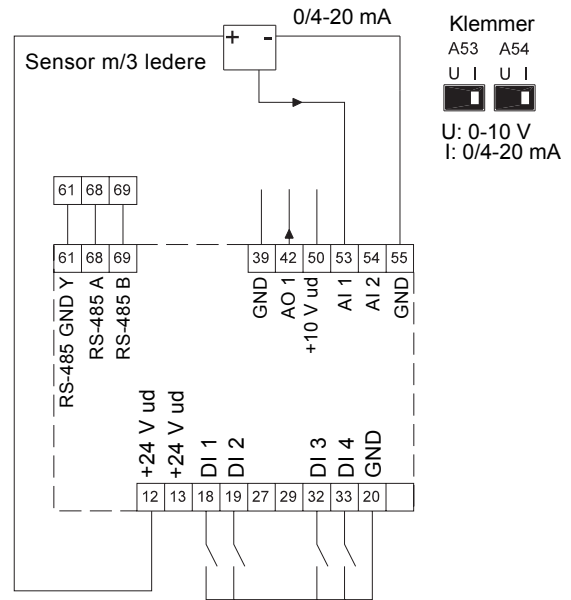 0/4-20 mA
+ -
Sensor m/3 ledere
Klemmer
A53 A54
U I U I
U: 0-10 V
I: 0/4-20 mA
61 68 69
61 68 69
39 42 50 53 54 55
RS-485 GND Y
RS-485 A
RS-485 B
GND
AO 1
+10 V ud
AI 1
AI 2
GND
+24 V ud
+24 V ud
DI 1
DI 2
DI 3
DI 4
GND
12 13 18 19 27 29 32 33 20